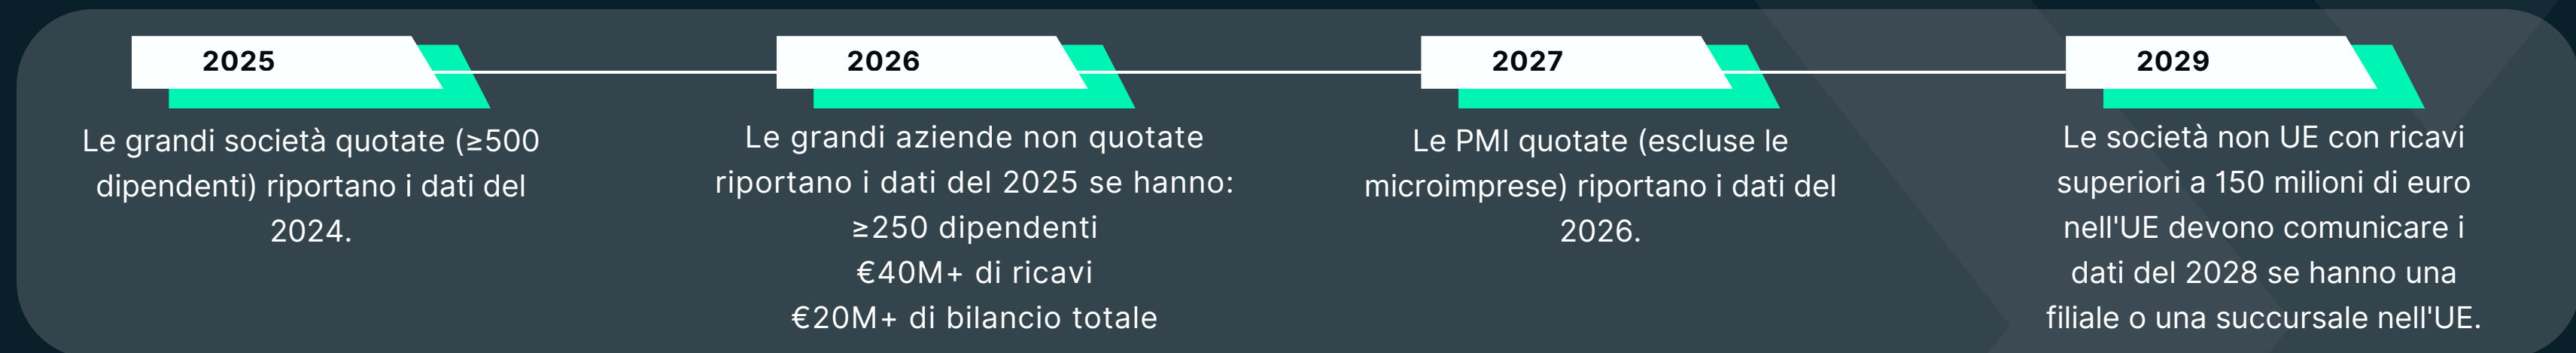 2025
Le grandi società quotate (≥500
dipendenti) riportano i dati del
2024.
2026
Le grandi aziende non quotate
riportano i dati del 2025 se hanno:
≥250 dipendenti
€40M+ di ricavi
€20M+ di bilancio totale
2027
Le PMI quotate (escluse le
microimprese) riportano i dati del
2026.
2029
Le società non UE con ricavi
superiori a 150 milioni di euro
nell'UE devono comunicare i
dati del 2028 se hanno una
filiale o una succursale nell'UE.